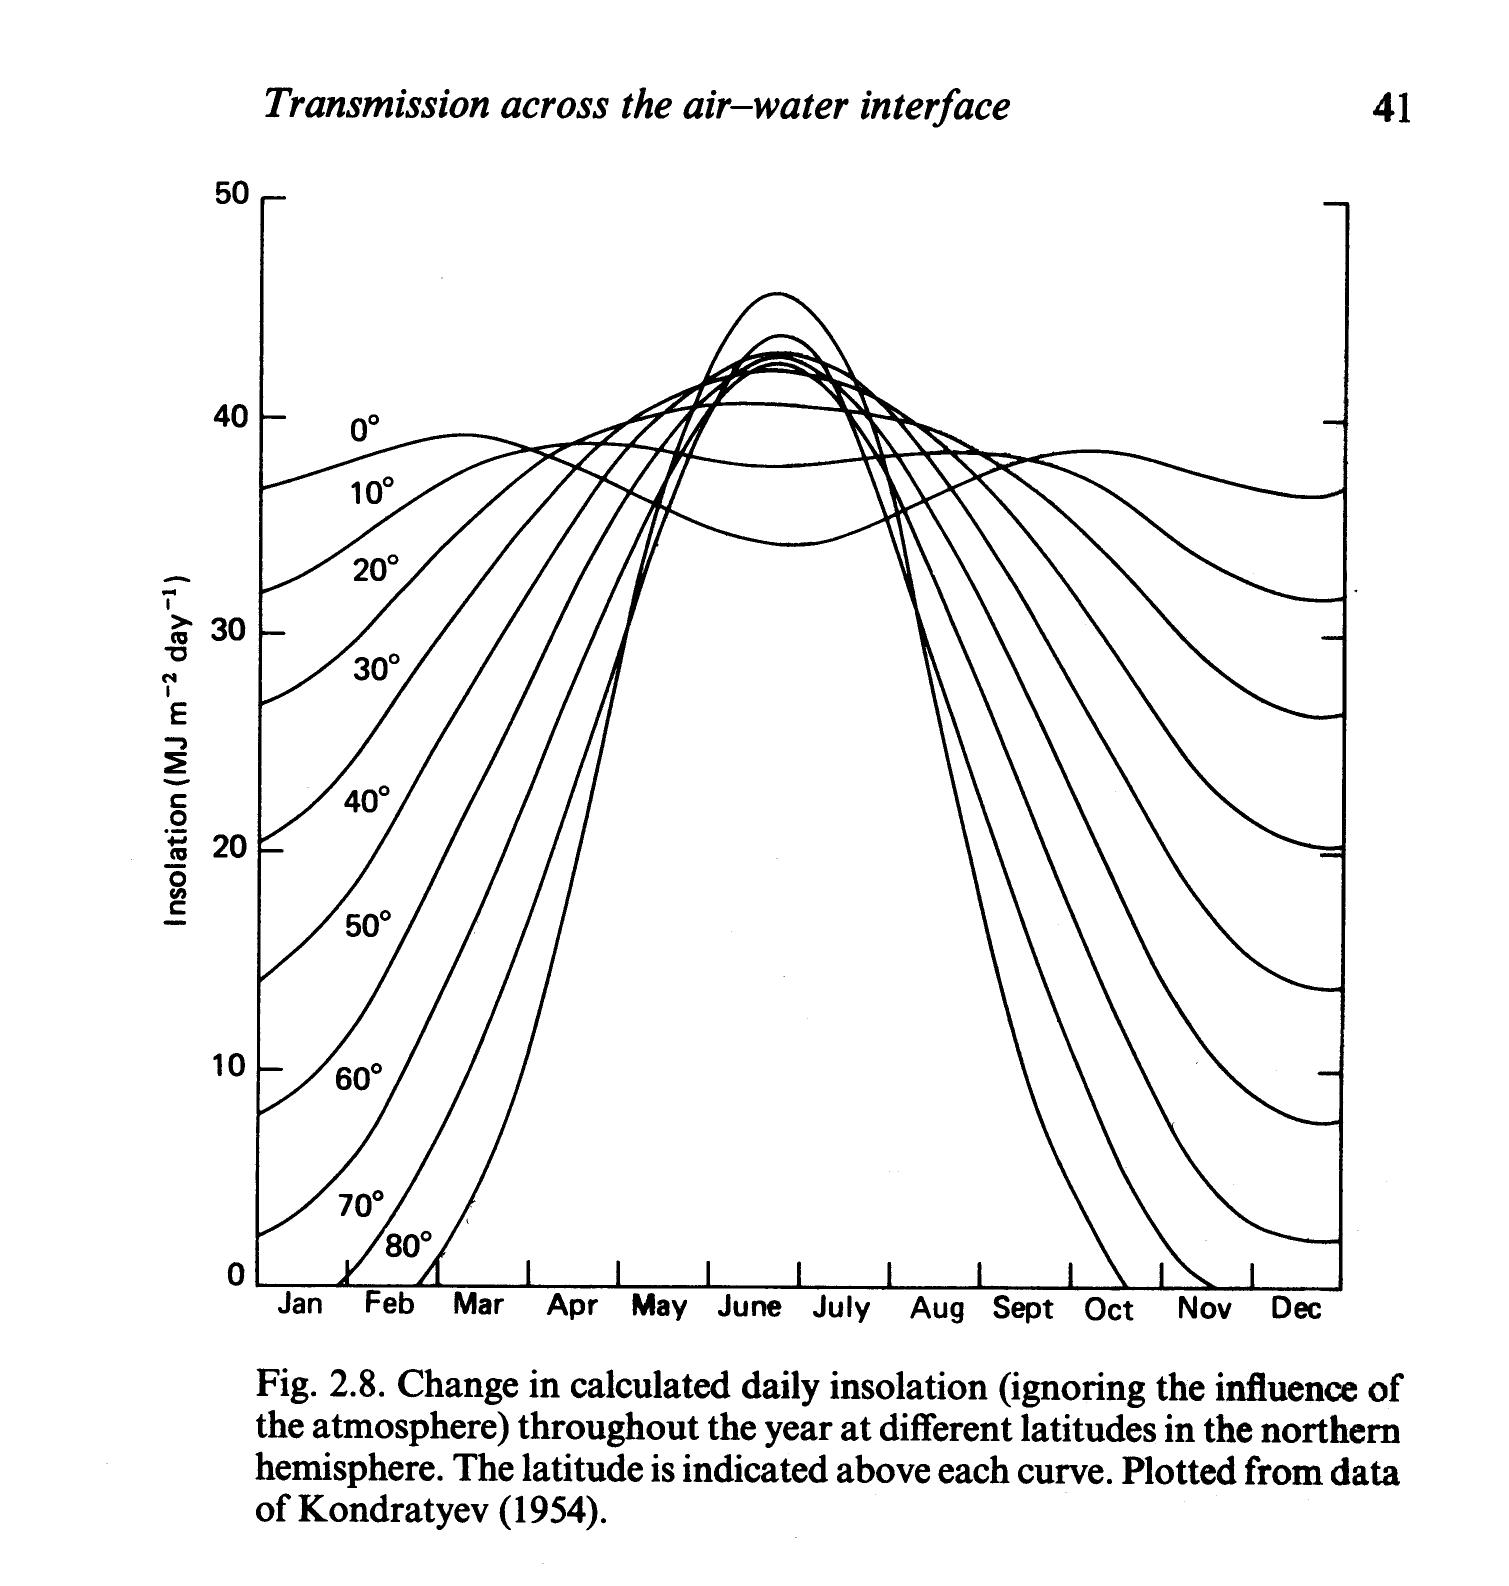 Transmission across the air–water interface 41
50
40
30
20
10
0
Insolation (MJ m⁻² day⁻¹)
0°
10°
20°
30°
40°
50°
60°
70°
80°
Jan Feb Mar Apr May June July Aug Sept Oct Nov Dec
Fig. 2.8. Change in calculated daily insolation (ignoring the influence of
the atmosphere) throughout the year at different latitudes in the northern
hemisphere. The latitude is indicated above each curve. Plotted from data
of Kondratyev (1954).